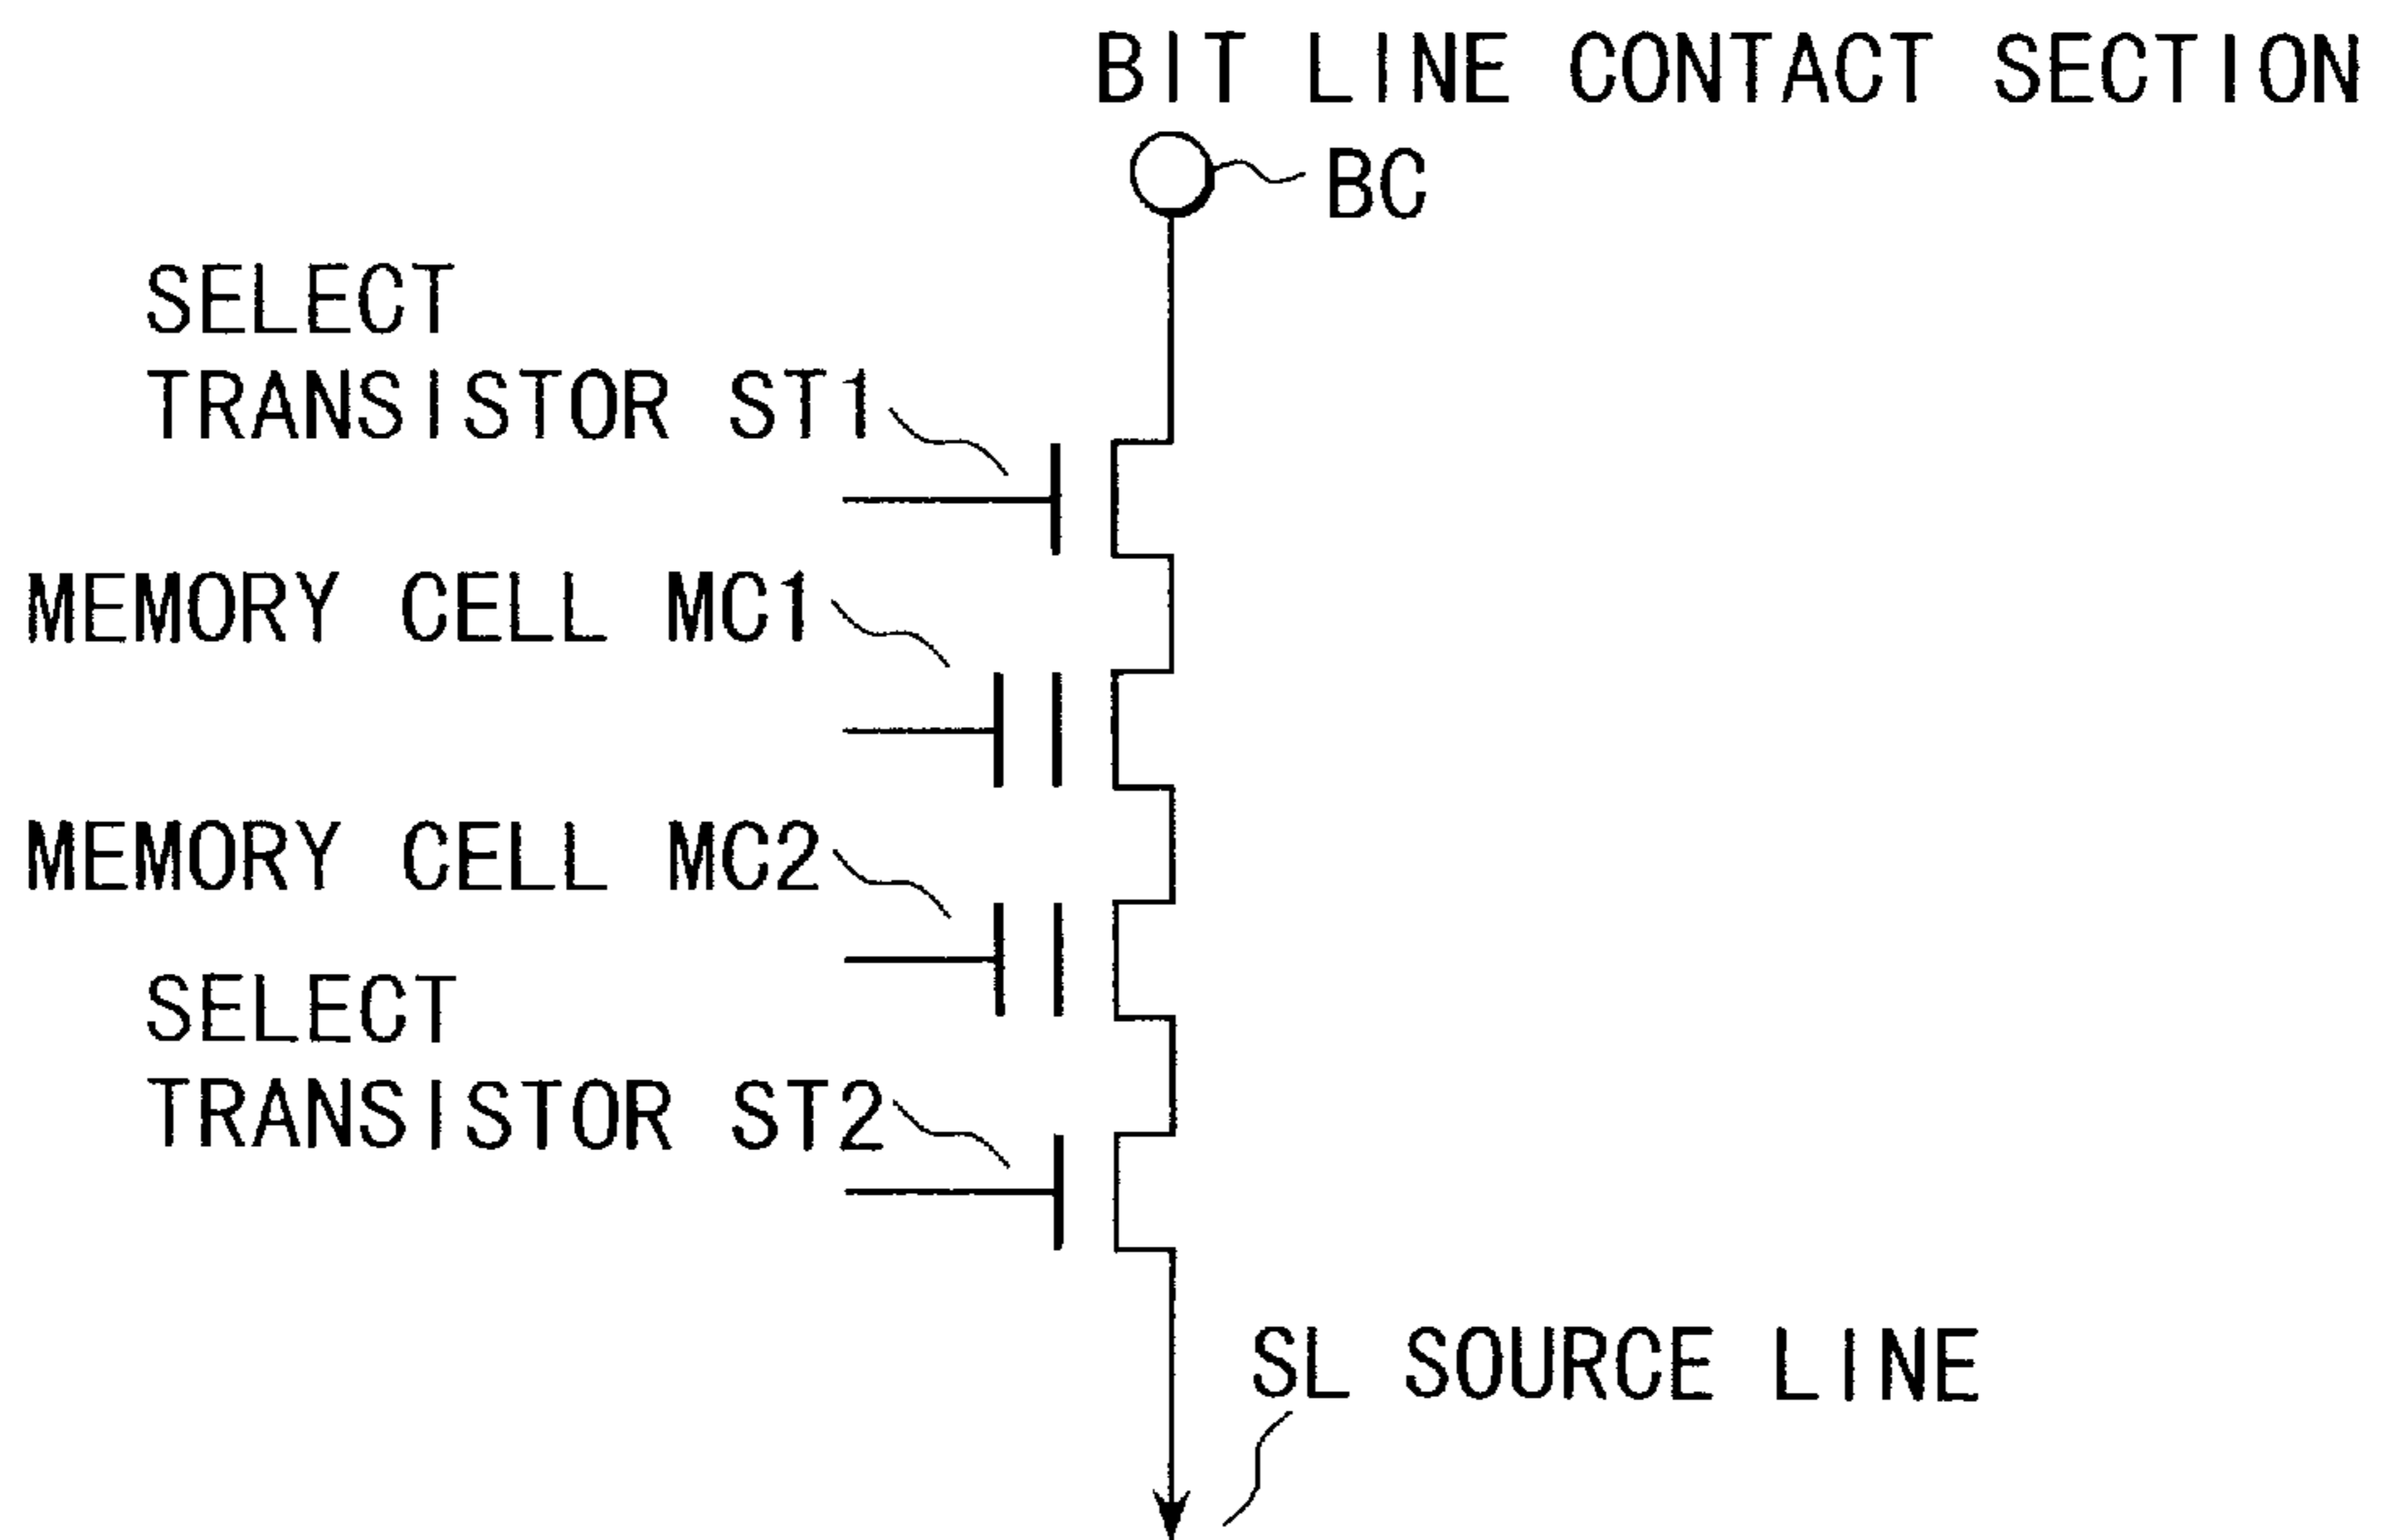 BIT LINE CONTACT SECTION
BC
SELECT
TRANSISTOR ST1
MEMORY CELL MC1
MEMORY CELL MC2
SELECT
TRANSISTOR ST2
SL SOURCE LINE